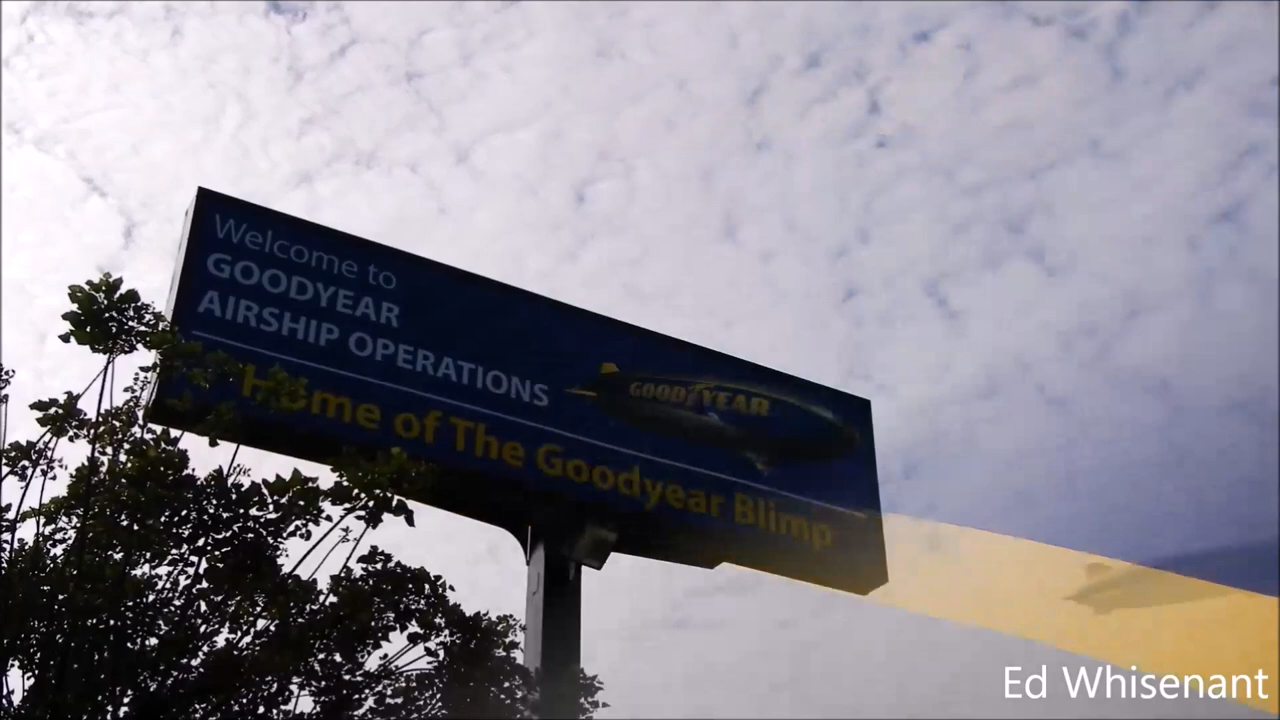 Welcome to
GOODYEAR
AIRSHIP OPERATIONS
GOODYEAR
Home of The Goodyear Blimp
Ed Whisenant